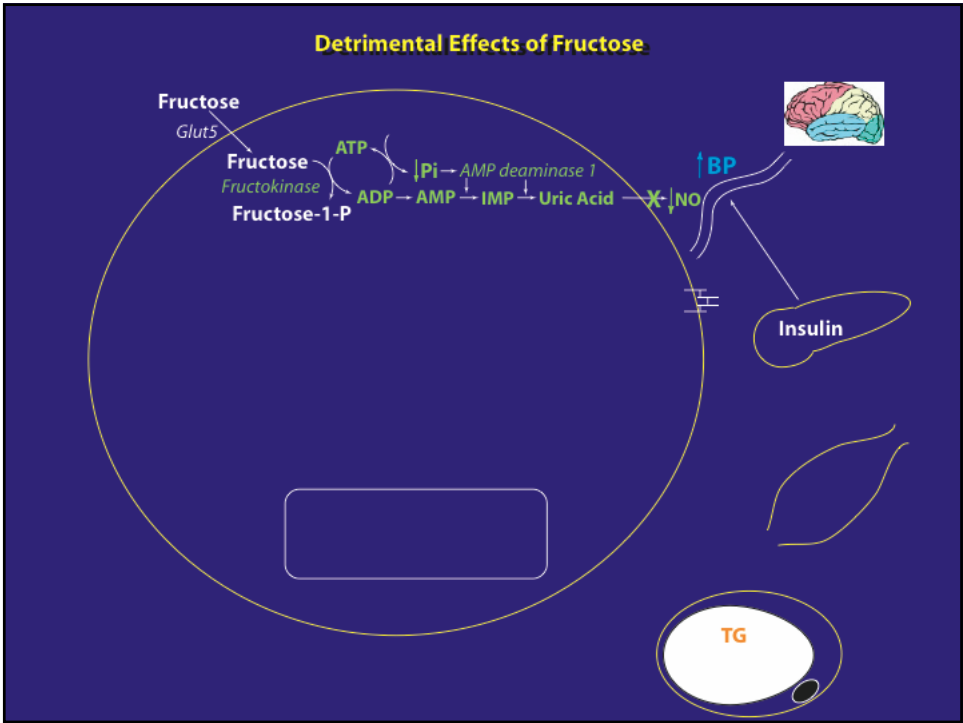 Detrimental Effects of Fructose
Fructose
Glut5
Fructose
Fructokinase
Fructose-1-P
ATP
↓Pi → AMP deaminase 1
ADP → AMP → IMP → Uric Acid → X ↓NO
↑BP
Insulin
TG